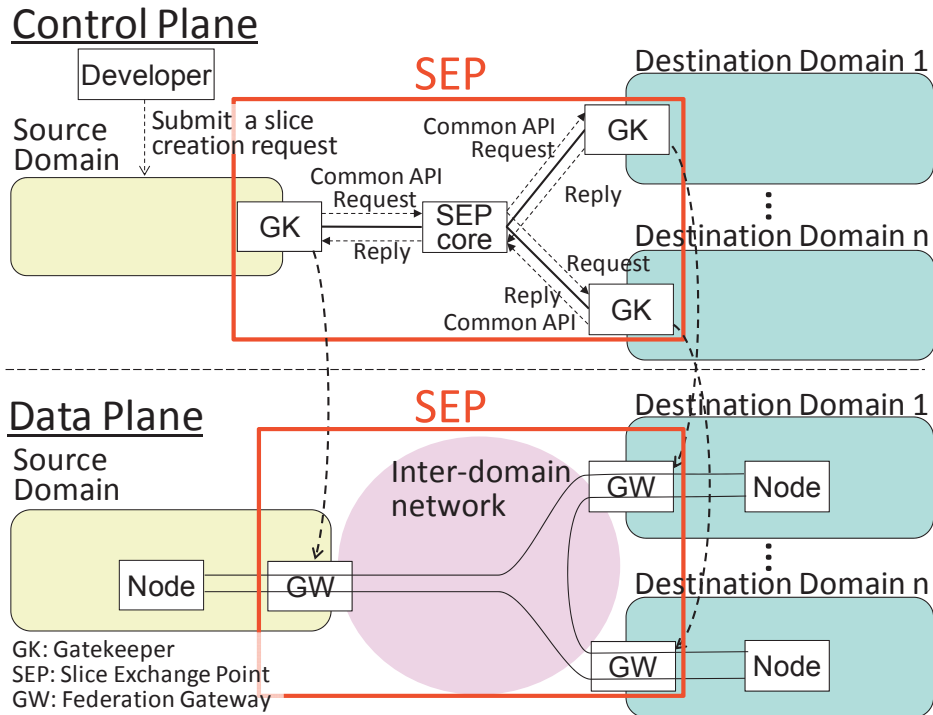 Control Plane
Developer
SEP
Destination Domain 1
Submit a slice
creation request
Source
Domain
Common API
Request
GK
Common API
Request
Reply
GK
SEP
core
Reply
Destination Domain n
Request
Reply
Common API
GK
Data Plane
SEP
Destination Domain 1
Source
Domain
Inter-domain
network
GW
Node
Node
GW
Destination Domain n
GW
Node
GK: Gatekeeper
SEP: Slice Exchange Point
GW: Federation Gateway